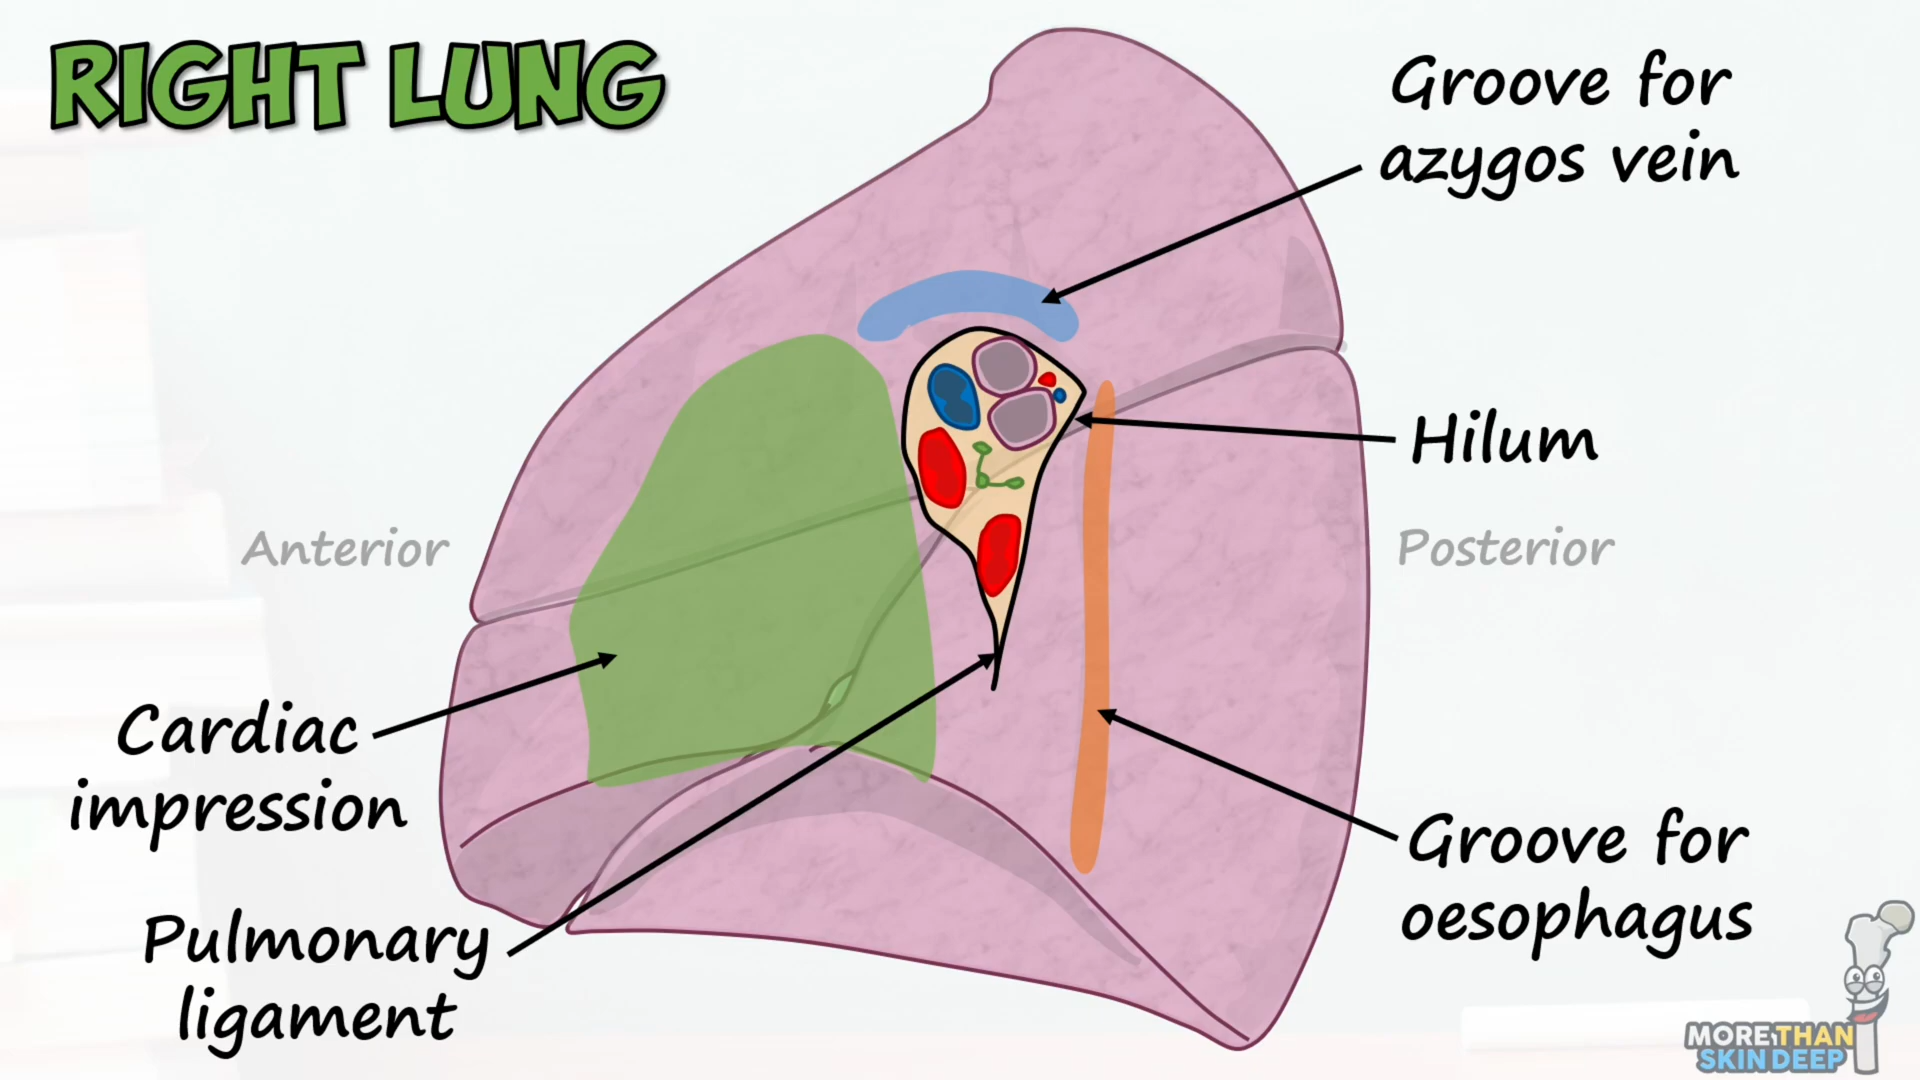 RIGHT LUNG
Groove for
azygos vein
Hilum
Anterior
Posterior
Cardiac
impression
Groove for
oesophagus
Pulmonary
ligament
MORE THAN
SKIN DEEP